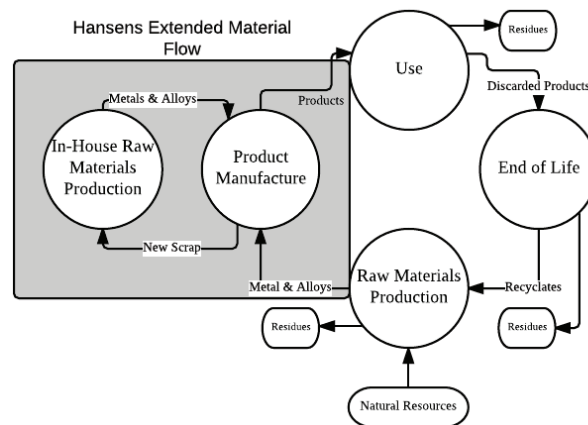 Hansens Extended Material
Flow
Residues
Use
Metals & Alloys
Products
Discarded Products
In-House Raw
Materials
Production
Product
Manufacture
End of Life
New Scrap
Metal & Alloys
Raw Materials
Production
Recyclates
Residues
Residues
Natural Resources